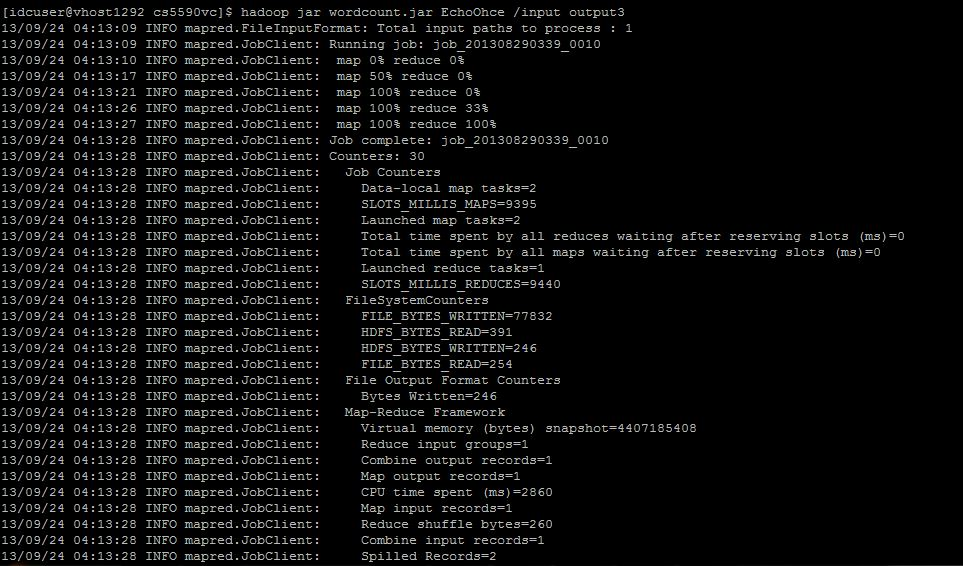 [idcuser@vhost1292 cs5590vc]$ hadoop jar wordcount.jar EchoOhce /input output3
13/09/24 04:13:09 INFO mapred.FileInputFormat: Total input paths to process : 1
13/09/24 04:13:09 INFO mapred.JobClient: Running job: job_201308290339_0010
13/09/24 04:13:10 INFO mapred.JobClient:  map 0% reduce 0%
13/09/24 04:13:17 INFO mapred.JobClient:  map 50% reduce 0%
13/09/24 04:13:21 INFO mapred.JobClient:  map 100% reduce 0%
13/09/24 04:13:26 INFO mapred.JobClient:  map 100% reduce 33%
13/09/24 04:13:27 INFO mapred.JobClient:  map 100% reduce 100%
13/09/24 04:13:28 INFO mapred.JobClient: Job complete: job_201308290339_0010
13/09/24 04:13:28 INFO mapred.JobClient: Counters: 30
13/09/24 04:13:28 INFO mapred.JobClient:   Job Counters
13/09/24 04:13:28 INFO mapred.JobClient:     Data-local map tasks=2
13/09/24 04:13:28 INFO mapred.JobClient:     SLOTS_MILLIS_MAPS=9395
13/09/24 04:13:28 INFO mapred.JobClient:     Launched map tasks=2
13/09/24 04:13:28 INFO mapred.JobClient:     Total time spent by all reduces waiting after reserving slots (ms)=0
13/09/24 04:13:28 INFO mapred.JobClient:     Total time spent by all maps waiting after reserving slots (ms)=0
13/09/24 04:13:28 INFO mapred.JobClient:     Launched reduce tasks=1
13/09/24 04:13:28 INFO mapred.JobClient:     SLOTS_MILLIS_REDUCES=9440
13/09/24 04:13:28 INFO mapred.JobClient:   FileSystemCounters
13/09/24 04:13:28 INFO mapred.JobClient:     FILE_BYTES_WRITTEN=77832
13/09/24 04:13:28 INFO mapred.JobClient:     HDFS_BYTES_READ=391
13/09/24 04:13:28 INFO mapred.JobClient:     HDFS_BYTES_WRITTEN=246
13/09/24 04:13:28 INFO mapred.JobClient:     FILE_BYTES_READ=254
13/09/24 04:13:28 INFO mapred.JobClient:   File Output Format Counters
13/09/24 04:13:28 INFO mapred.JobClient:     Bytes Written=246
13/09/24 04:13:28 INFO mapred.JobClient:   Map-Reduce Framework
13/09/24 04:13:28 INFO mapred.JobClient:     Virtual memory (bytes) snapshot=4407185408
13/09/24 04:13:28 INFO mapred.JobClient:     Reduce input groups=1
13/09/24 04:13:28 INFO mapred.JobClient:     Combine output records=1
13/09/24 04:13:28 INFO mapred.JobClient:     Map output records=1
13/09/24 04:13:28 INFO mapred.JobClient:     CPU time spent (ms)=2860
13/09/24 04:13:28 INFO mapred.JobClient:     Map input records=1
13/09/24 04:13:28 INFO mapred.JobClient:     Reduce shuffle bytes=260
13/09/24 04:13:28 INFO mapred.JobClient:     Combine input records=1
13/09/24 04:13:28 INFO mapred.JobClient:     Spilled Records=2